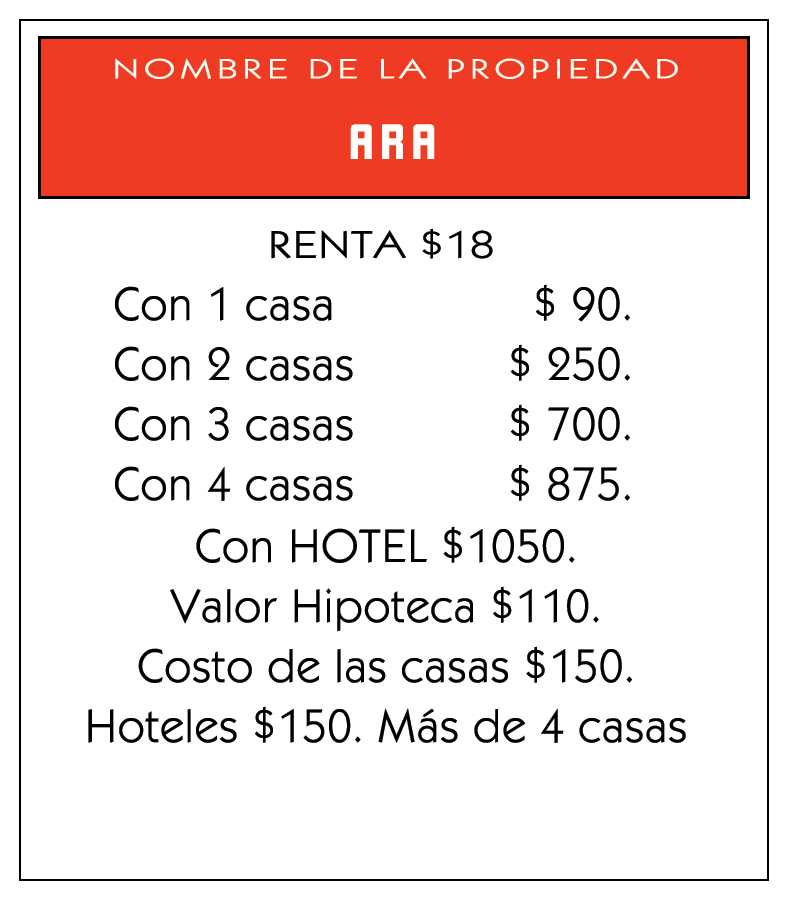 NOMBRE DE LA PROPIEDAD
ARA
RENTA $18
Con 1 casa $ 90.
Con 2 casas $ 250.
Con 3 casas $ 700.
Con 4 casas $ 875.
Con HOTEL $1050.
Valor Hipoteca $110.
Costo de las casas $150.
Hoteles $150. Más de 4 casas